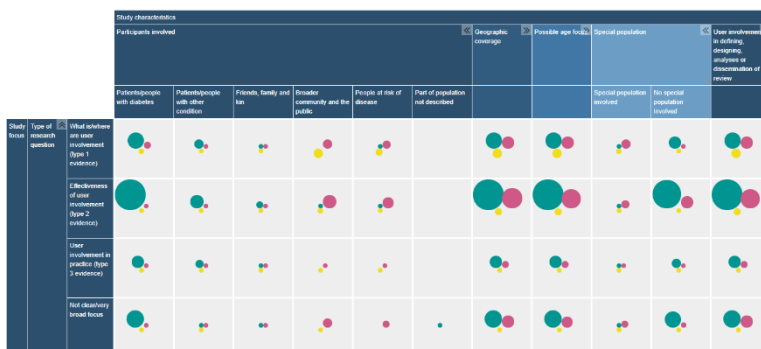 Study characteristics
Participants involved
Geographic
coverage
Possible age focus
Special population
User involvement
in defining,
designing,
analyses or
dissemination of
review
Patients/people
with diabetes
Patients/people
with other
condition
Friends, family and
kin
Broader
community and the
public
People at risk of
disease
Part of population
not described
Special population
involved
No special
population
involved
Study
focus
Type of
research
question
What is/where
are user
involvement (type 1
evidence)
Effectiveness
of user
involvement (type 2
evidence)
User
involvement in
practice (type
3 evidence)
Not clear/very
broad focus